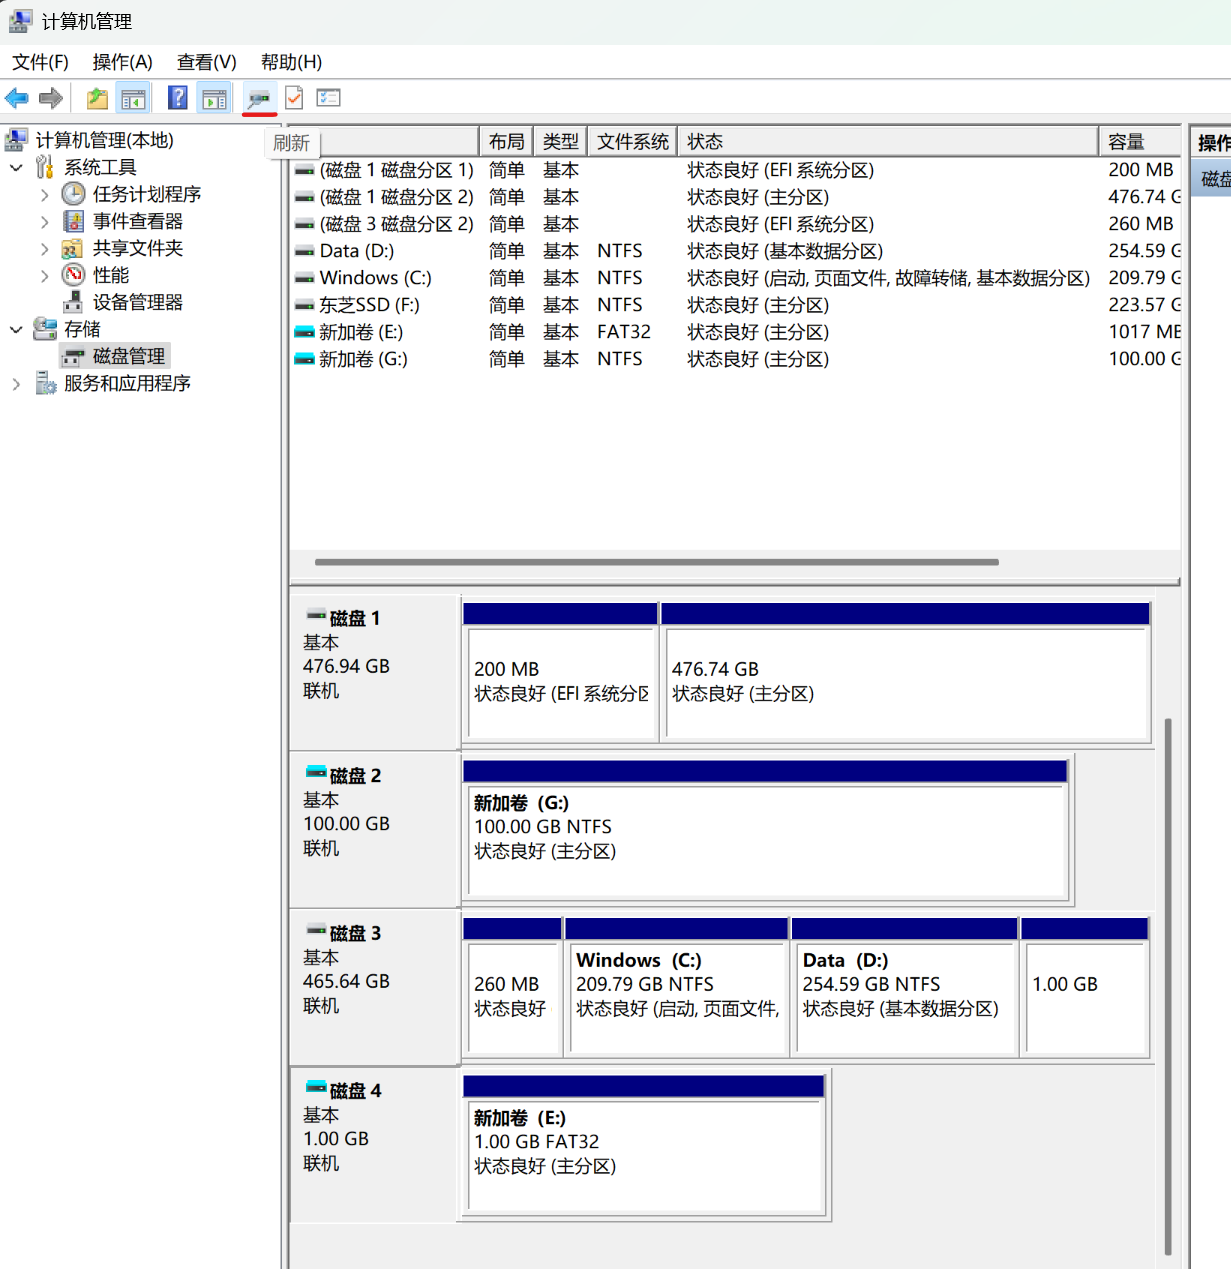 计算机管理
文件(F) 操作(A) 查看(V) 帮助(H)
刷新
计算机管理(本地)
系统工具
任务计划程序
事件查看器
共享文件夹
性能
设备管理器
存储
磁盘管理
服务和应用程序
布局 类型 文件系统 状态 容量
(磁盘 1 磁盘分区 1) 简单 基本 状态良好 (EFI 系统分区) 200 MB
(磁盘 1 磁盘分区 2) 简单 基本 状态良好 (主分区) 476.74 G
(磁盘 3 磁盘分区 2) 简单 基本 状态良好 (EFI 系统分区) 260 MB
Data (D:) 简单 基本 NTFS 状态良好 (基本数据分区) 254.59 G
Windows (C:) 简单 基本 NTFS 状态良好 (启动, 页面文件, 故障转储, 基本数据分区) 209.79 G
东芝SSD (F:) 简单 基本 NTFS 状态良好 (主分区) 223.57 G
新加卷 (E:) 简单 基本 FAT32 状态良好 (主分区) 1017 MB
新加卷 (G:) 简单 基本 NTFS 状态良好 (主分区) 100.00 G
操作
磁盘
磁盘 1
基本
476.94 GB
联机
200 MB
状态良好 (EFI 系统分区
476.74 GB
状态良好 (主分区)
磁盘 2
基本
100.00 GB
联机
新加卷 (G:)
100.00 GB NTFS
状态良好 (主分区)
磁盘 3
基本
465.64 GB
联机
260 MB
状态良好
Windows (C:)
209.79 GB NTFS
状态良好 (启动, 页面文件,
Data (D:)
254.59 GB NTFS
状态良好 (基本数据分区)
1.00 GB
磁盘 4
基本
1.00 GB
联机
新加卷 (E:)
1.00 GB FAT32
状态良好 (主分区)